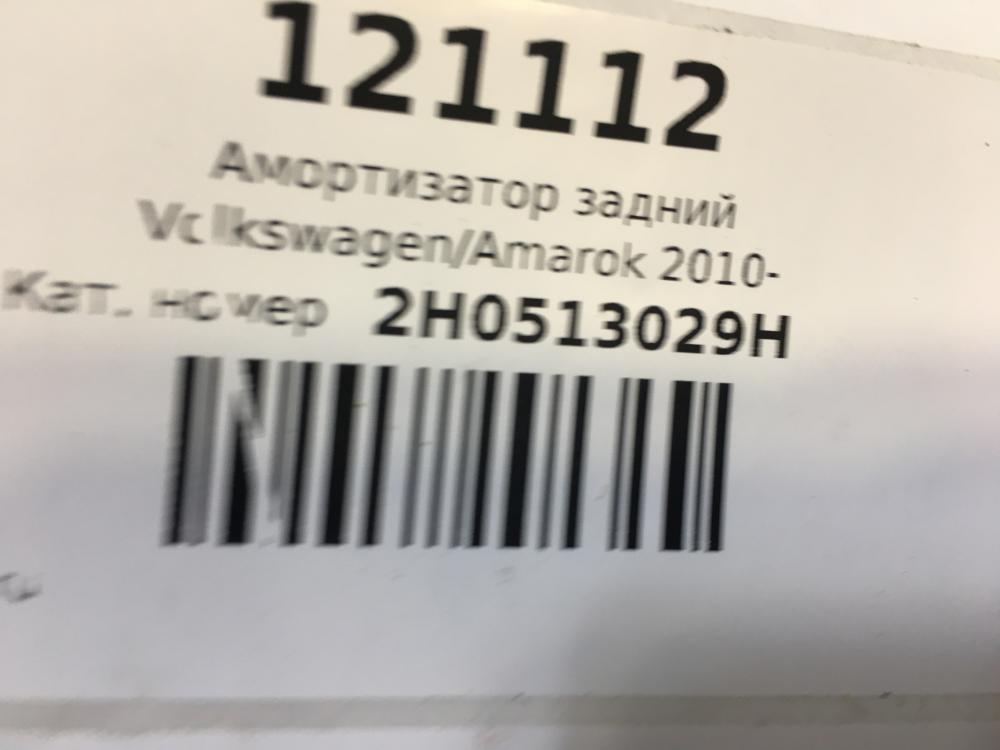 121112
Амортизатор задний
Volkswagen/Amarok 2010-
Кат. номер 2H0513029H